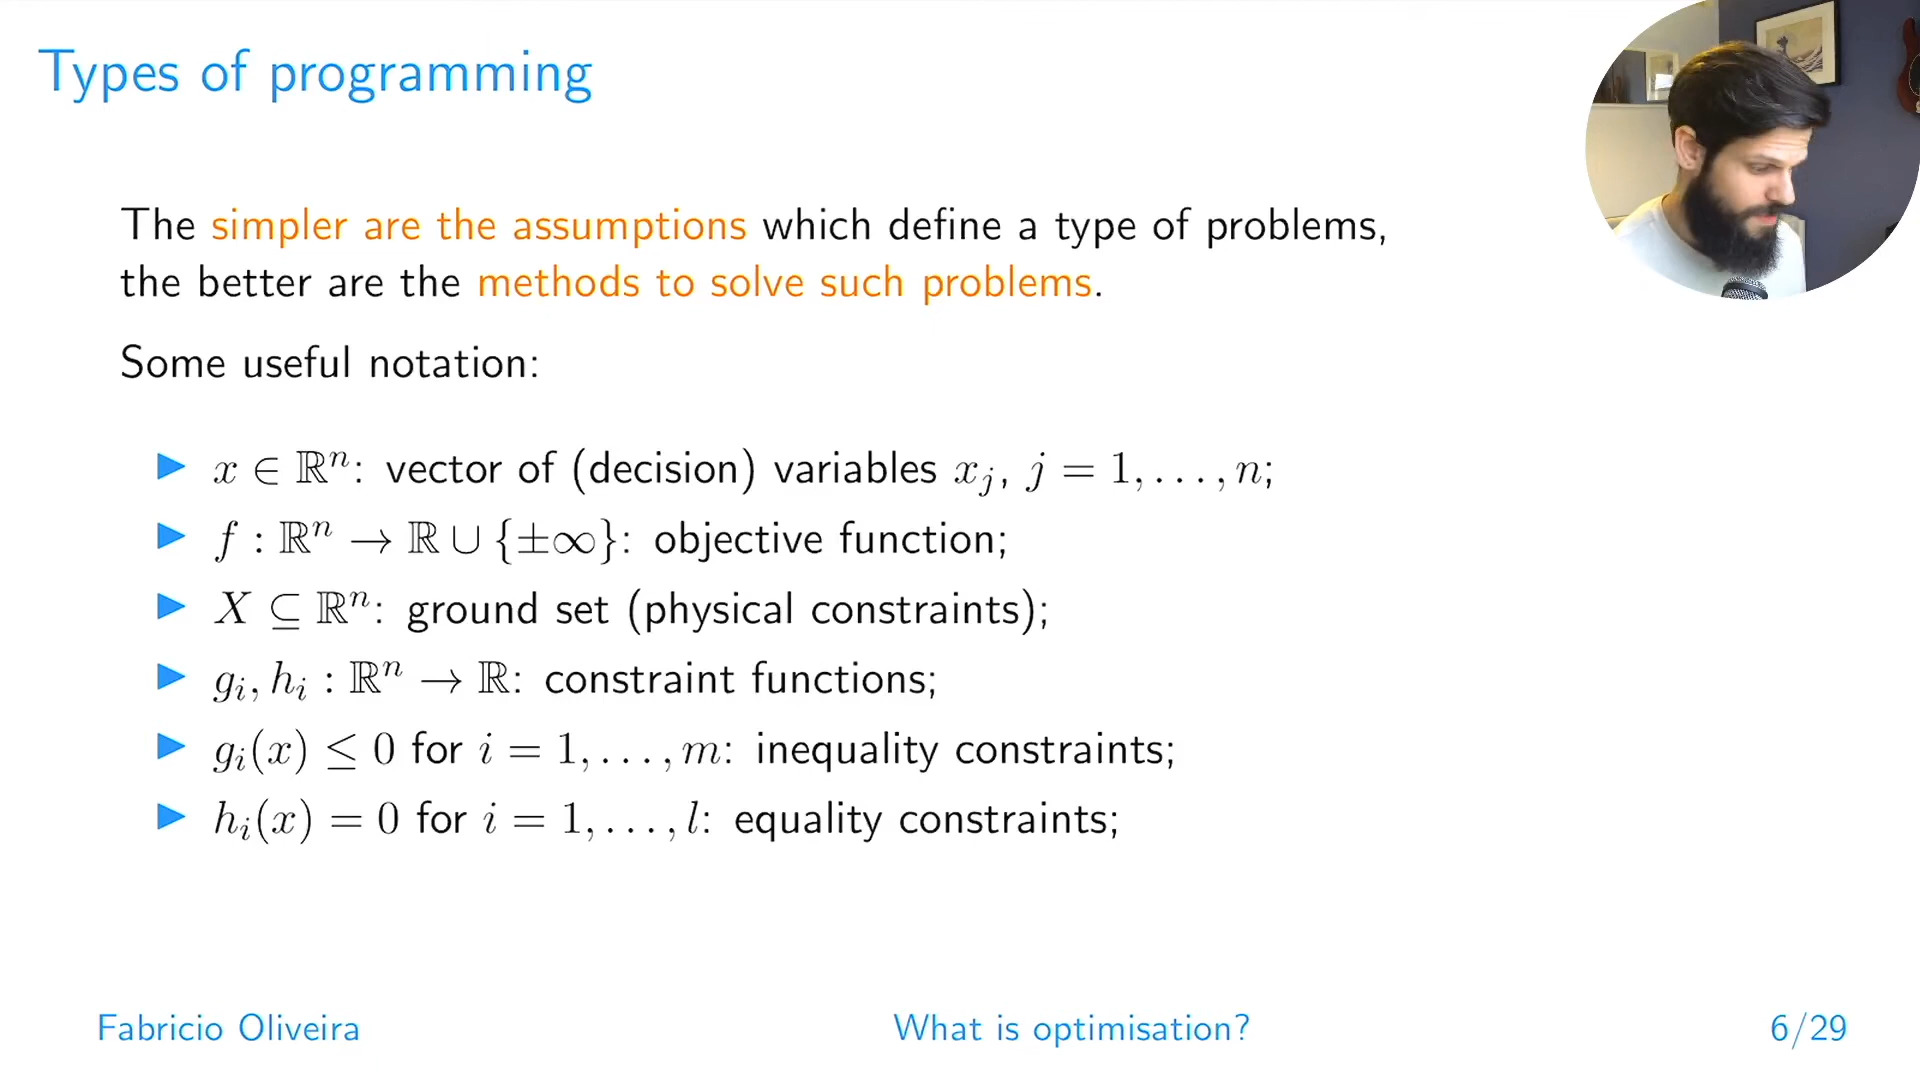 Types of programming
The simpler are the assumptions which define a type of problems,
the better are the methods to solve such problems.
Some useful notation:
▶ x ∈ ℝⁿ: vector of (decision) variables xⱼ, j = 1, . . . , n;
▶ f : ℝⁿ → ℝ ∪ {±∞}: objective function;
▶ X ⊆ ℝⁿ: ground set (physical constraints);
▶ gᵢ, hᵢ : ℝⁿ → ℝ: constraint functions;
▶ gᵢ(x) ≤ 0 for i = 1, . . . , m: inequality constraints;
▶ hᵢ(x) = 0 for i = 1, . . . , l: equality constraints;
Fabricio Oliveira What is optimisation? 6/29